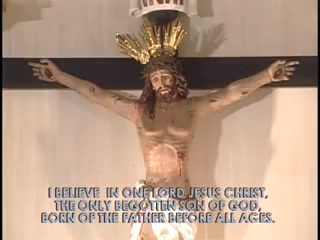 I BELIEVE IN ONE LORD JESUS CHRIST,
THE ONLY BEGOTTEN SON OF GOD,
BORN OF THE FATHER BEFORE ALL AGES.